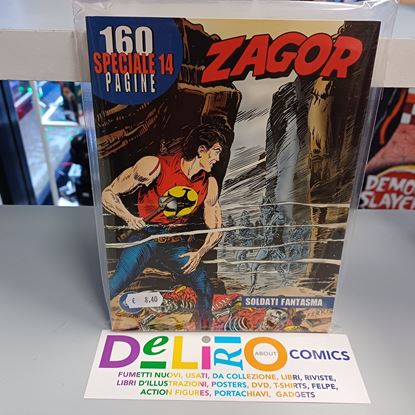 160
SPECIALE 14
PAGINE
ZAGOR
€ 8,40
SOLDATI FANTASMA
DEMON
SLAYER
DeLiRiO ABOUT COMICS
FUMETTI NUOVI, USATI, DA COLLEZIONE, LIBRI, RIVISTE,
LIBRI D'ILLUSTRAZIONI, POSTERS, DVD, T-SHIRTS, FELPE,
ACTION FIGURES, PORTACHIAVI, GADGETS